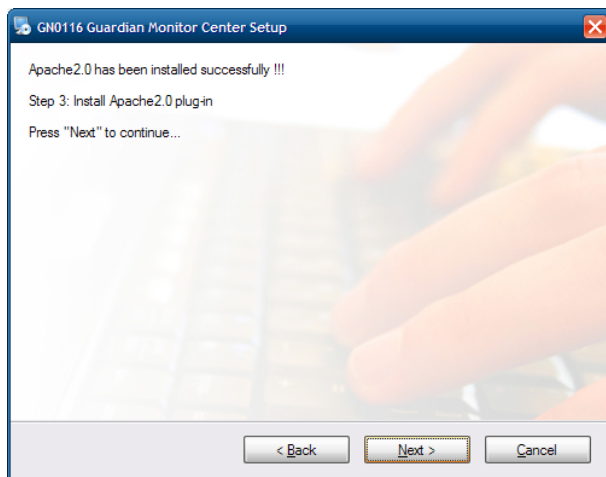 GN0116 Guardian Monitor Center Setup
Apache2.0 has been installed successfully !!!
Step 3: Install Apache2.0 plug-in
Press "Next" to continue...
< Back Next > Cancel